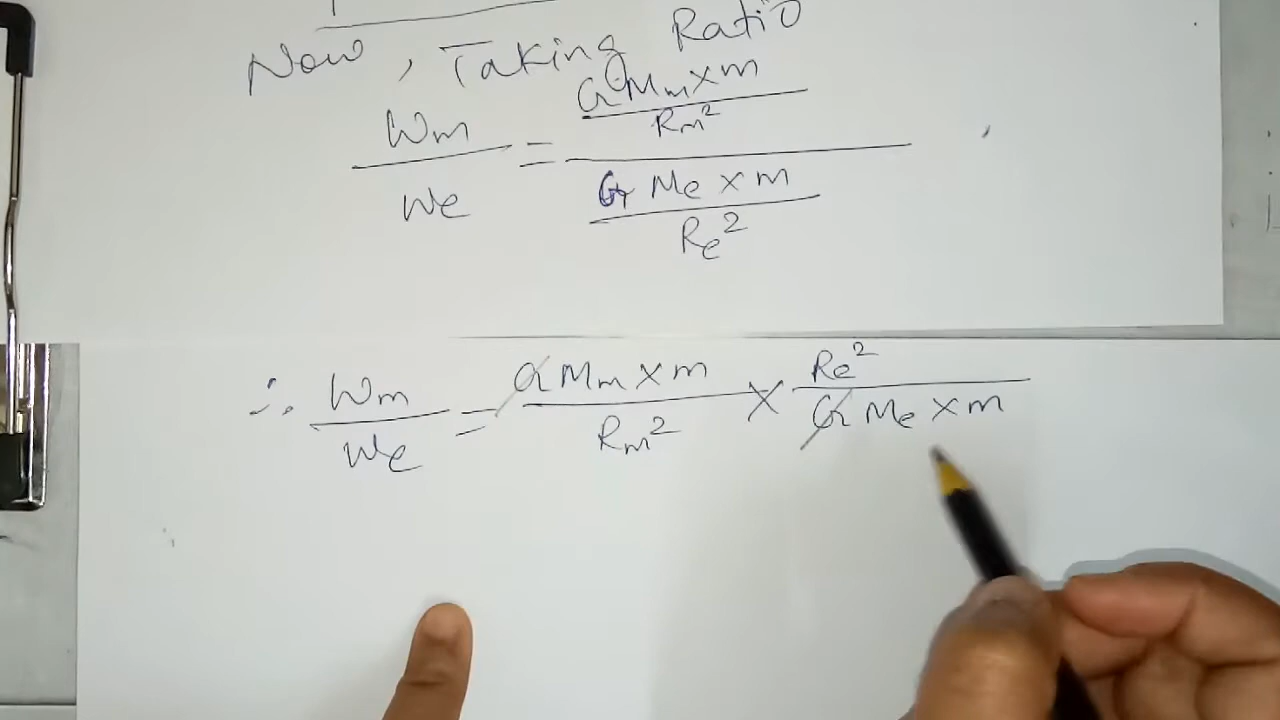 Now, Taking Ratio
Wm/We = (G Mm x m / Rm²) / (G Me x m / Re²)
∴ Wm/We = G Mm x m / Rm² x Re² / G Me x m